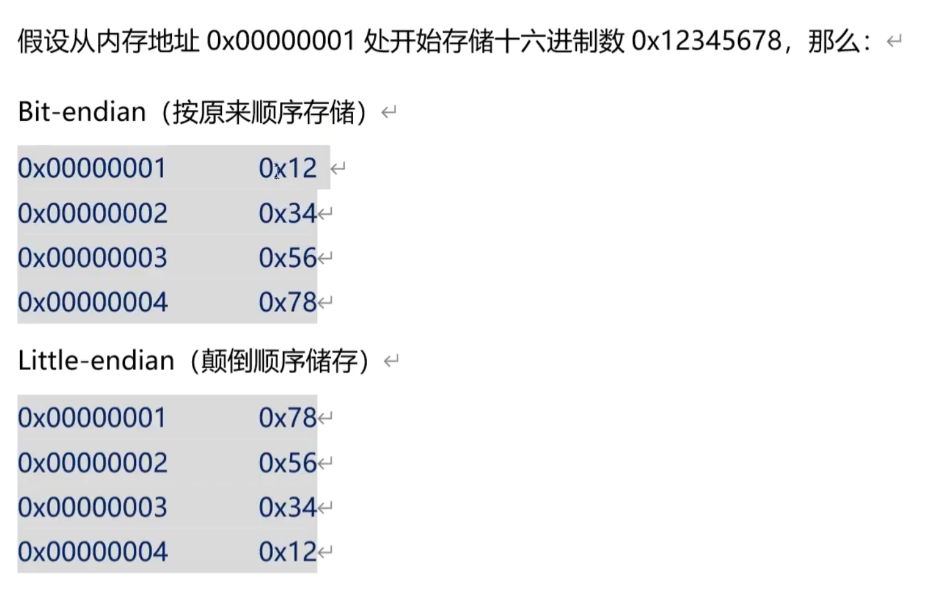 假设从内存地址 0x00000001 处开始存储十六进制数 0x12345678，那么：
Bit-endian（按原来顺序存储）
0x00000001 0x12
0x00000002 0x34
0x00000003 0x56
0x00000004 0x78
Little-endian（颠倒顺序储存）
0x00000001 0x78
0x00000002 0x56
0x00000003 0x34
0x00000004 0x12